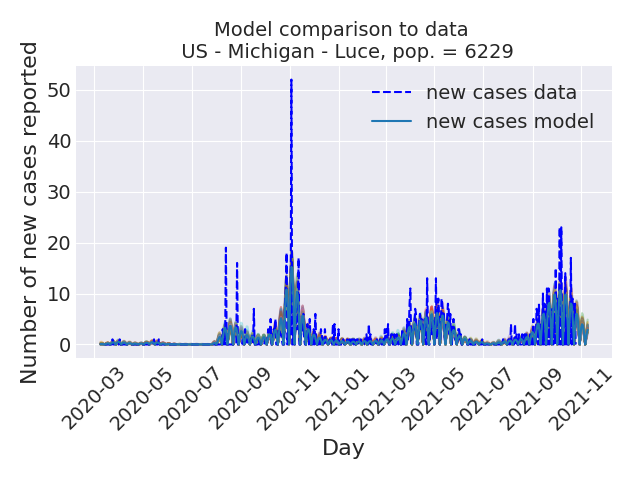 Model comparison to data
US - Michigan - Luce, pop. = 6229
Number of new cases reported
50
40
30
20
10
0
new cases data
new cases model
2020-03
2020-05
2020-07
2020-09
2020-11
2021-01
2021-03
2021-05
2021-07
2021-09
2021-11
Day